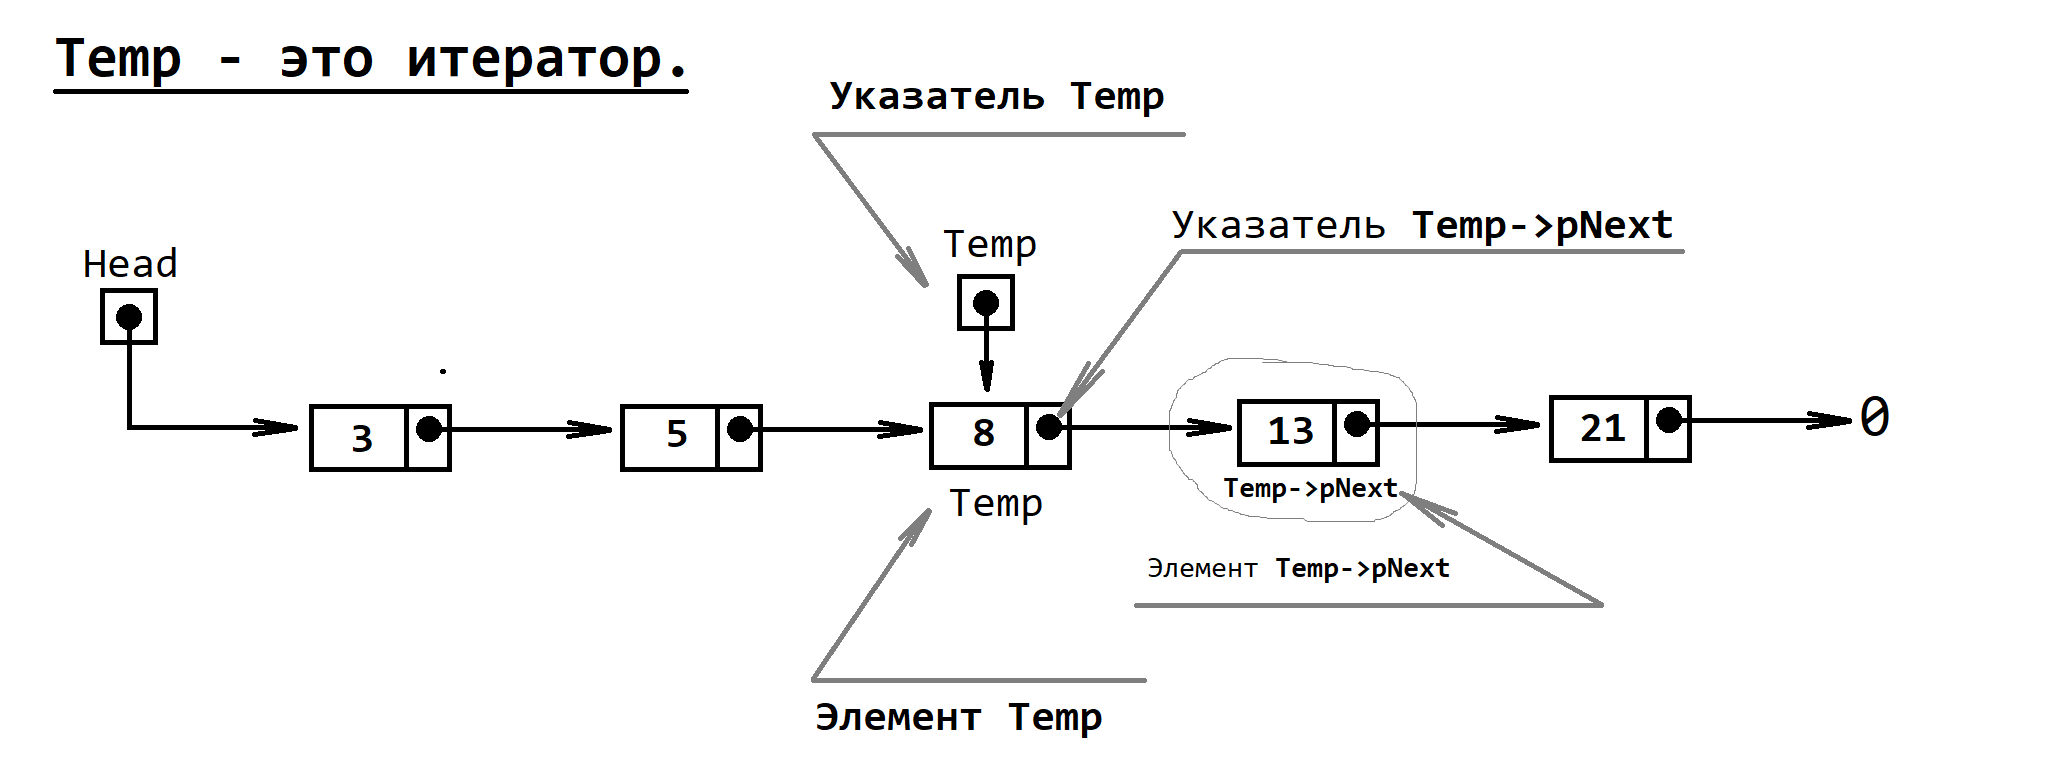 Temp - это итератор.
Указатель Temp
Указатель Temp->pNext
Head
Temp
3
5
8
13
21
0
Temp
Temp->pNext
Элемент Temp->pNext
Элемент Temp